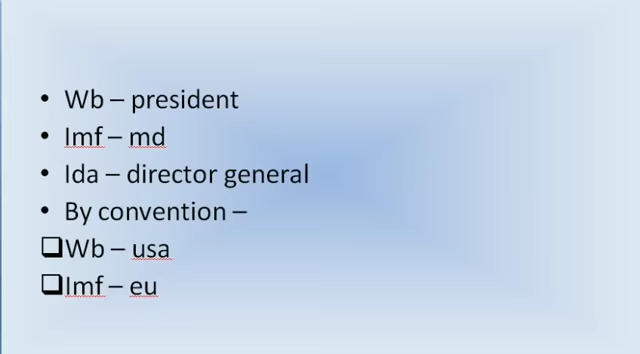 • Wb – president
• Imf – md
• Ida – director general
• By convention –
❑Wb – usa
❑Imf – eu